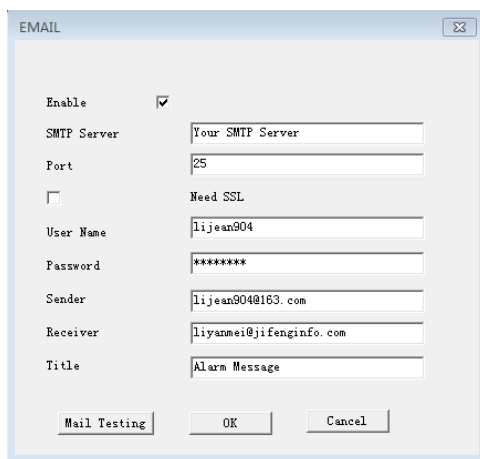 EMAIL
Enable
SMTP Server Your SMTP Server
Port 25
Need SSL
User Name lijean904
Password ********
Sender lijean904@163.com
Receiver liyanmei@jifenginfo.com
Title Alarm Message
Mail Testing OK Cancel